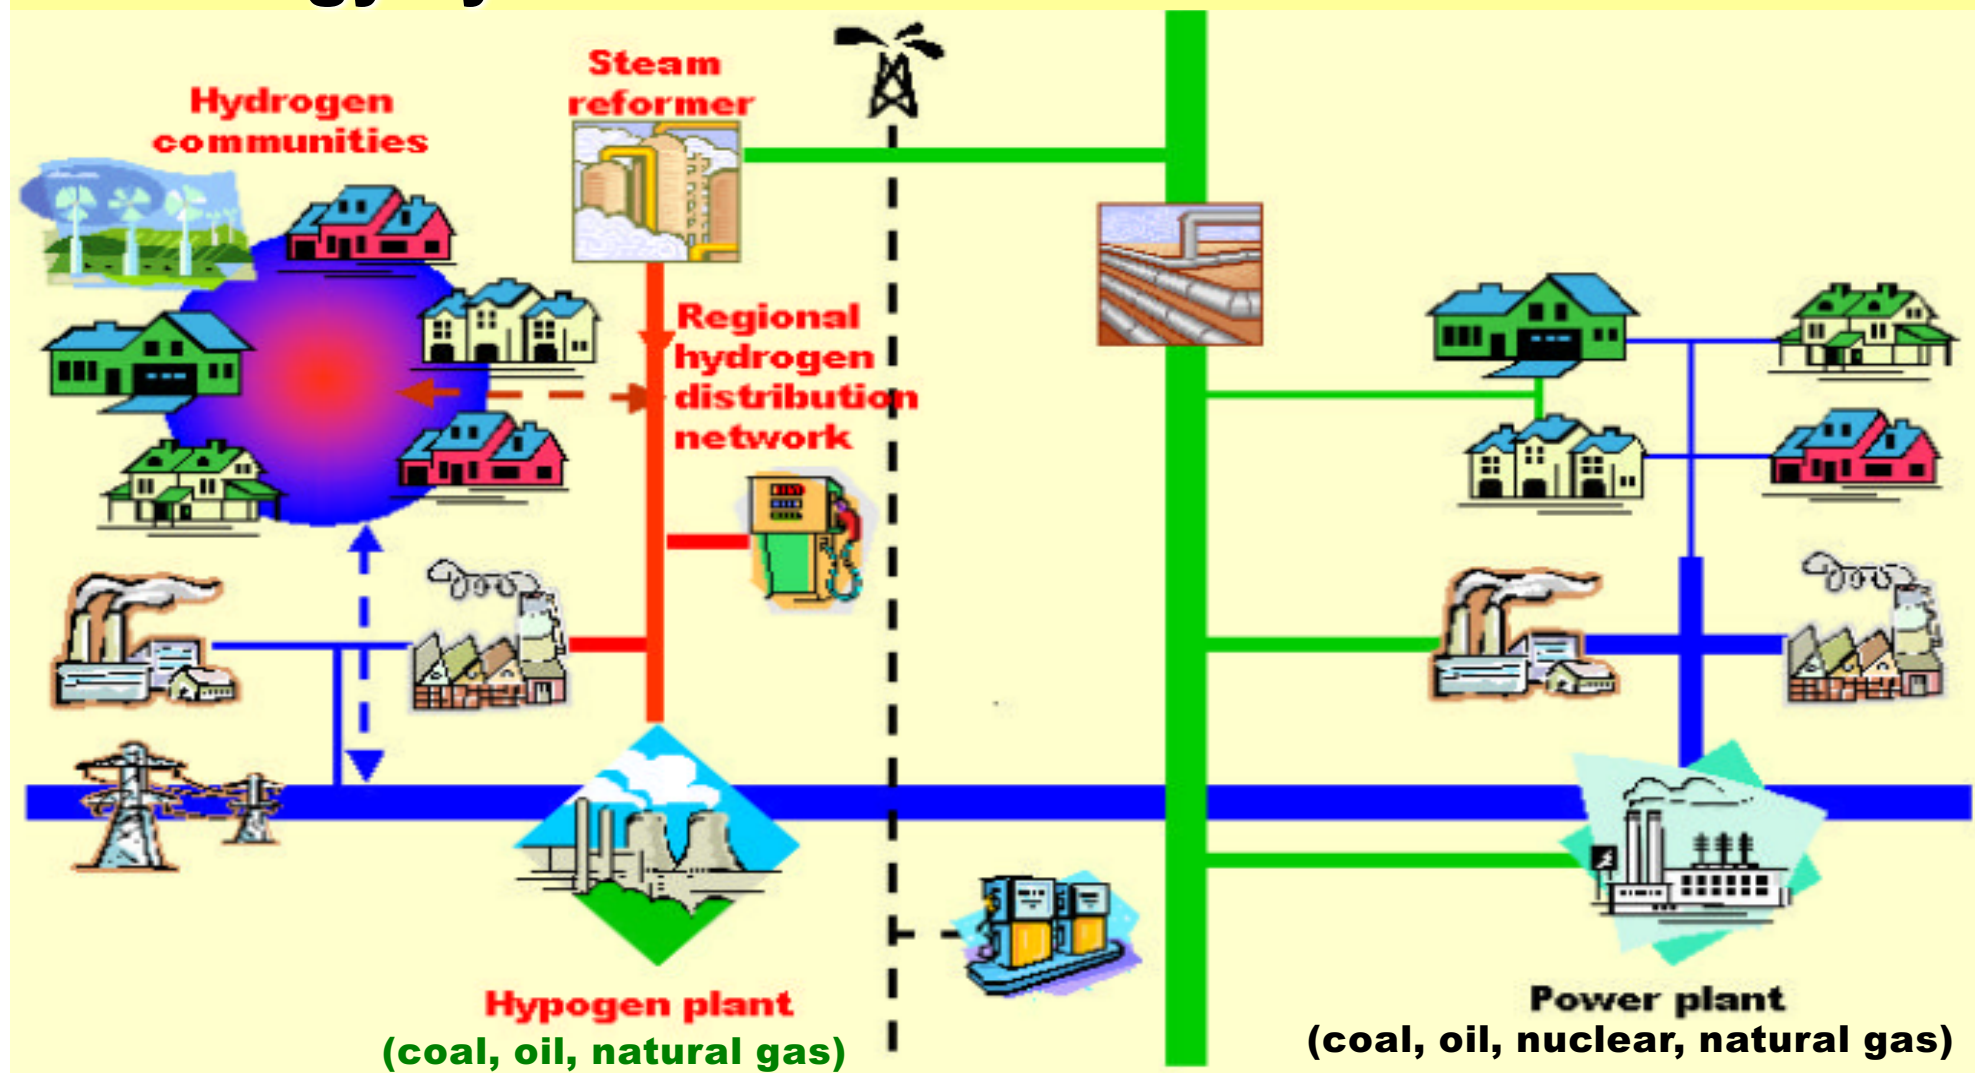 Hydrogen
communities
Steam
reformer
Regional
hydrogen
distribution
network
Hypogen plant
(coal, oil, natural gas)
Power plant
(coal, oil, nuclear, natural gas)